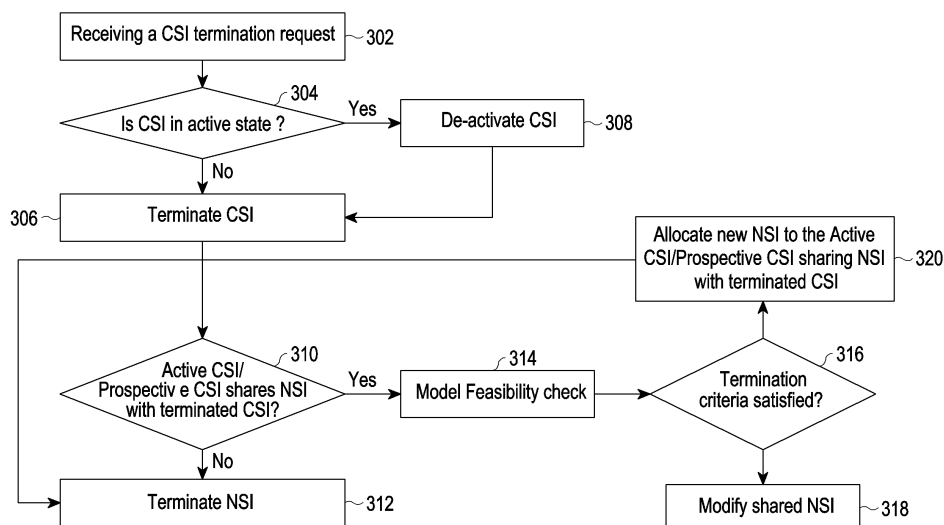 Receiving a CSI termination request
302
304
Is CSI in active state ?
Yes
De-activate CSI
308
No
306
Terminate CSI
Allocate new NSI to the Active
CSI/Prospective CSI sharing NSI
with terminated CSI
320
310
Active CSI/
Prospectiv e CSI shares NSI
with terminated CSI?
Yes
314
Model Feasibility check
316
Termination
criteria satisfied?
No
Terminate NSI
312
Modify shared NSI
318